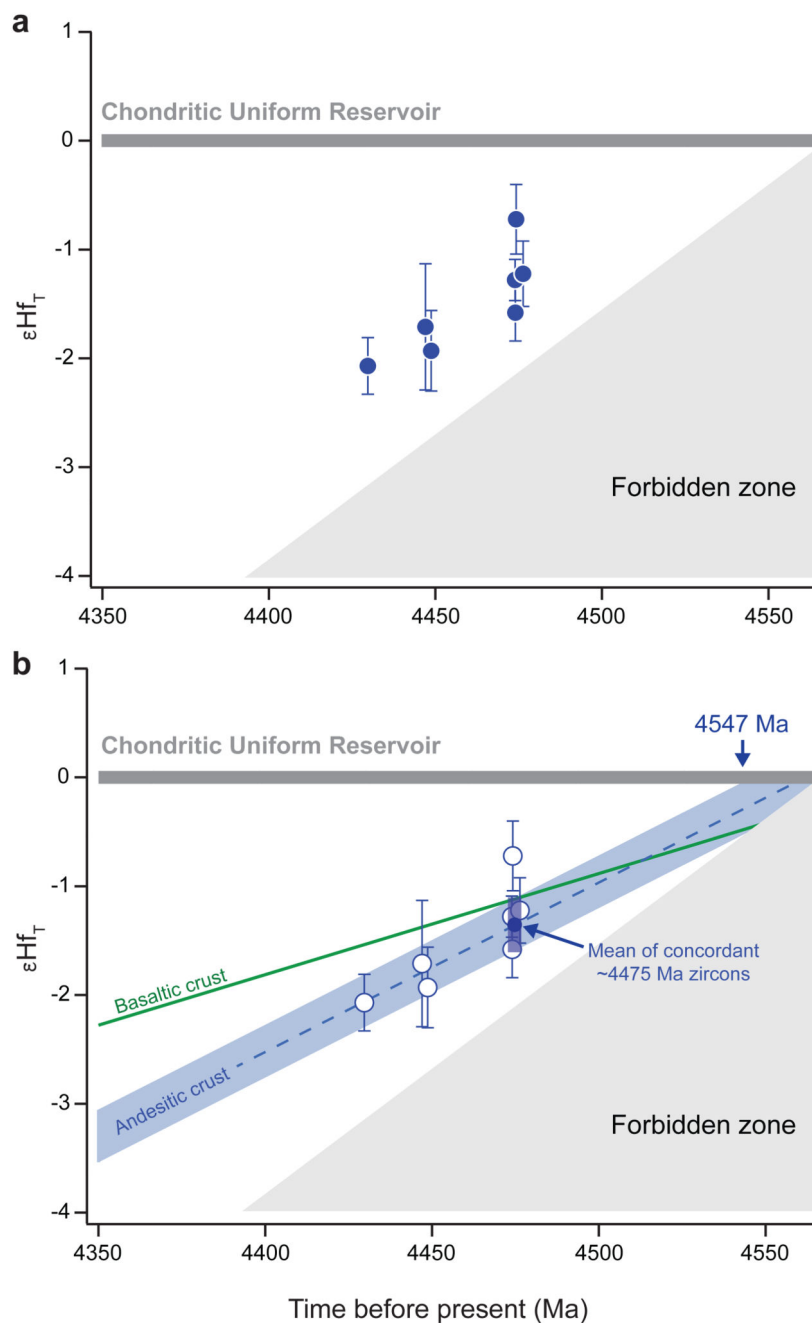 a
1
Chondritic Uniform Reservoir
0
-1
εHfT
-2
-3
Forbidden zone
-4
4350 4400 4450 4500 4550
b
1
4547 Ma
Chondritic Uniform Reservoir
0
-1
εHfT
Mean of concordant
~4475 Ma zircons
Basaltic crust
-2
Andesitic crust
-3
Forbidden zone
-4
4350 4400 4450 4500 4550
Time before present (Ma)